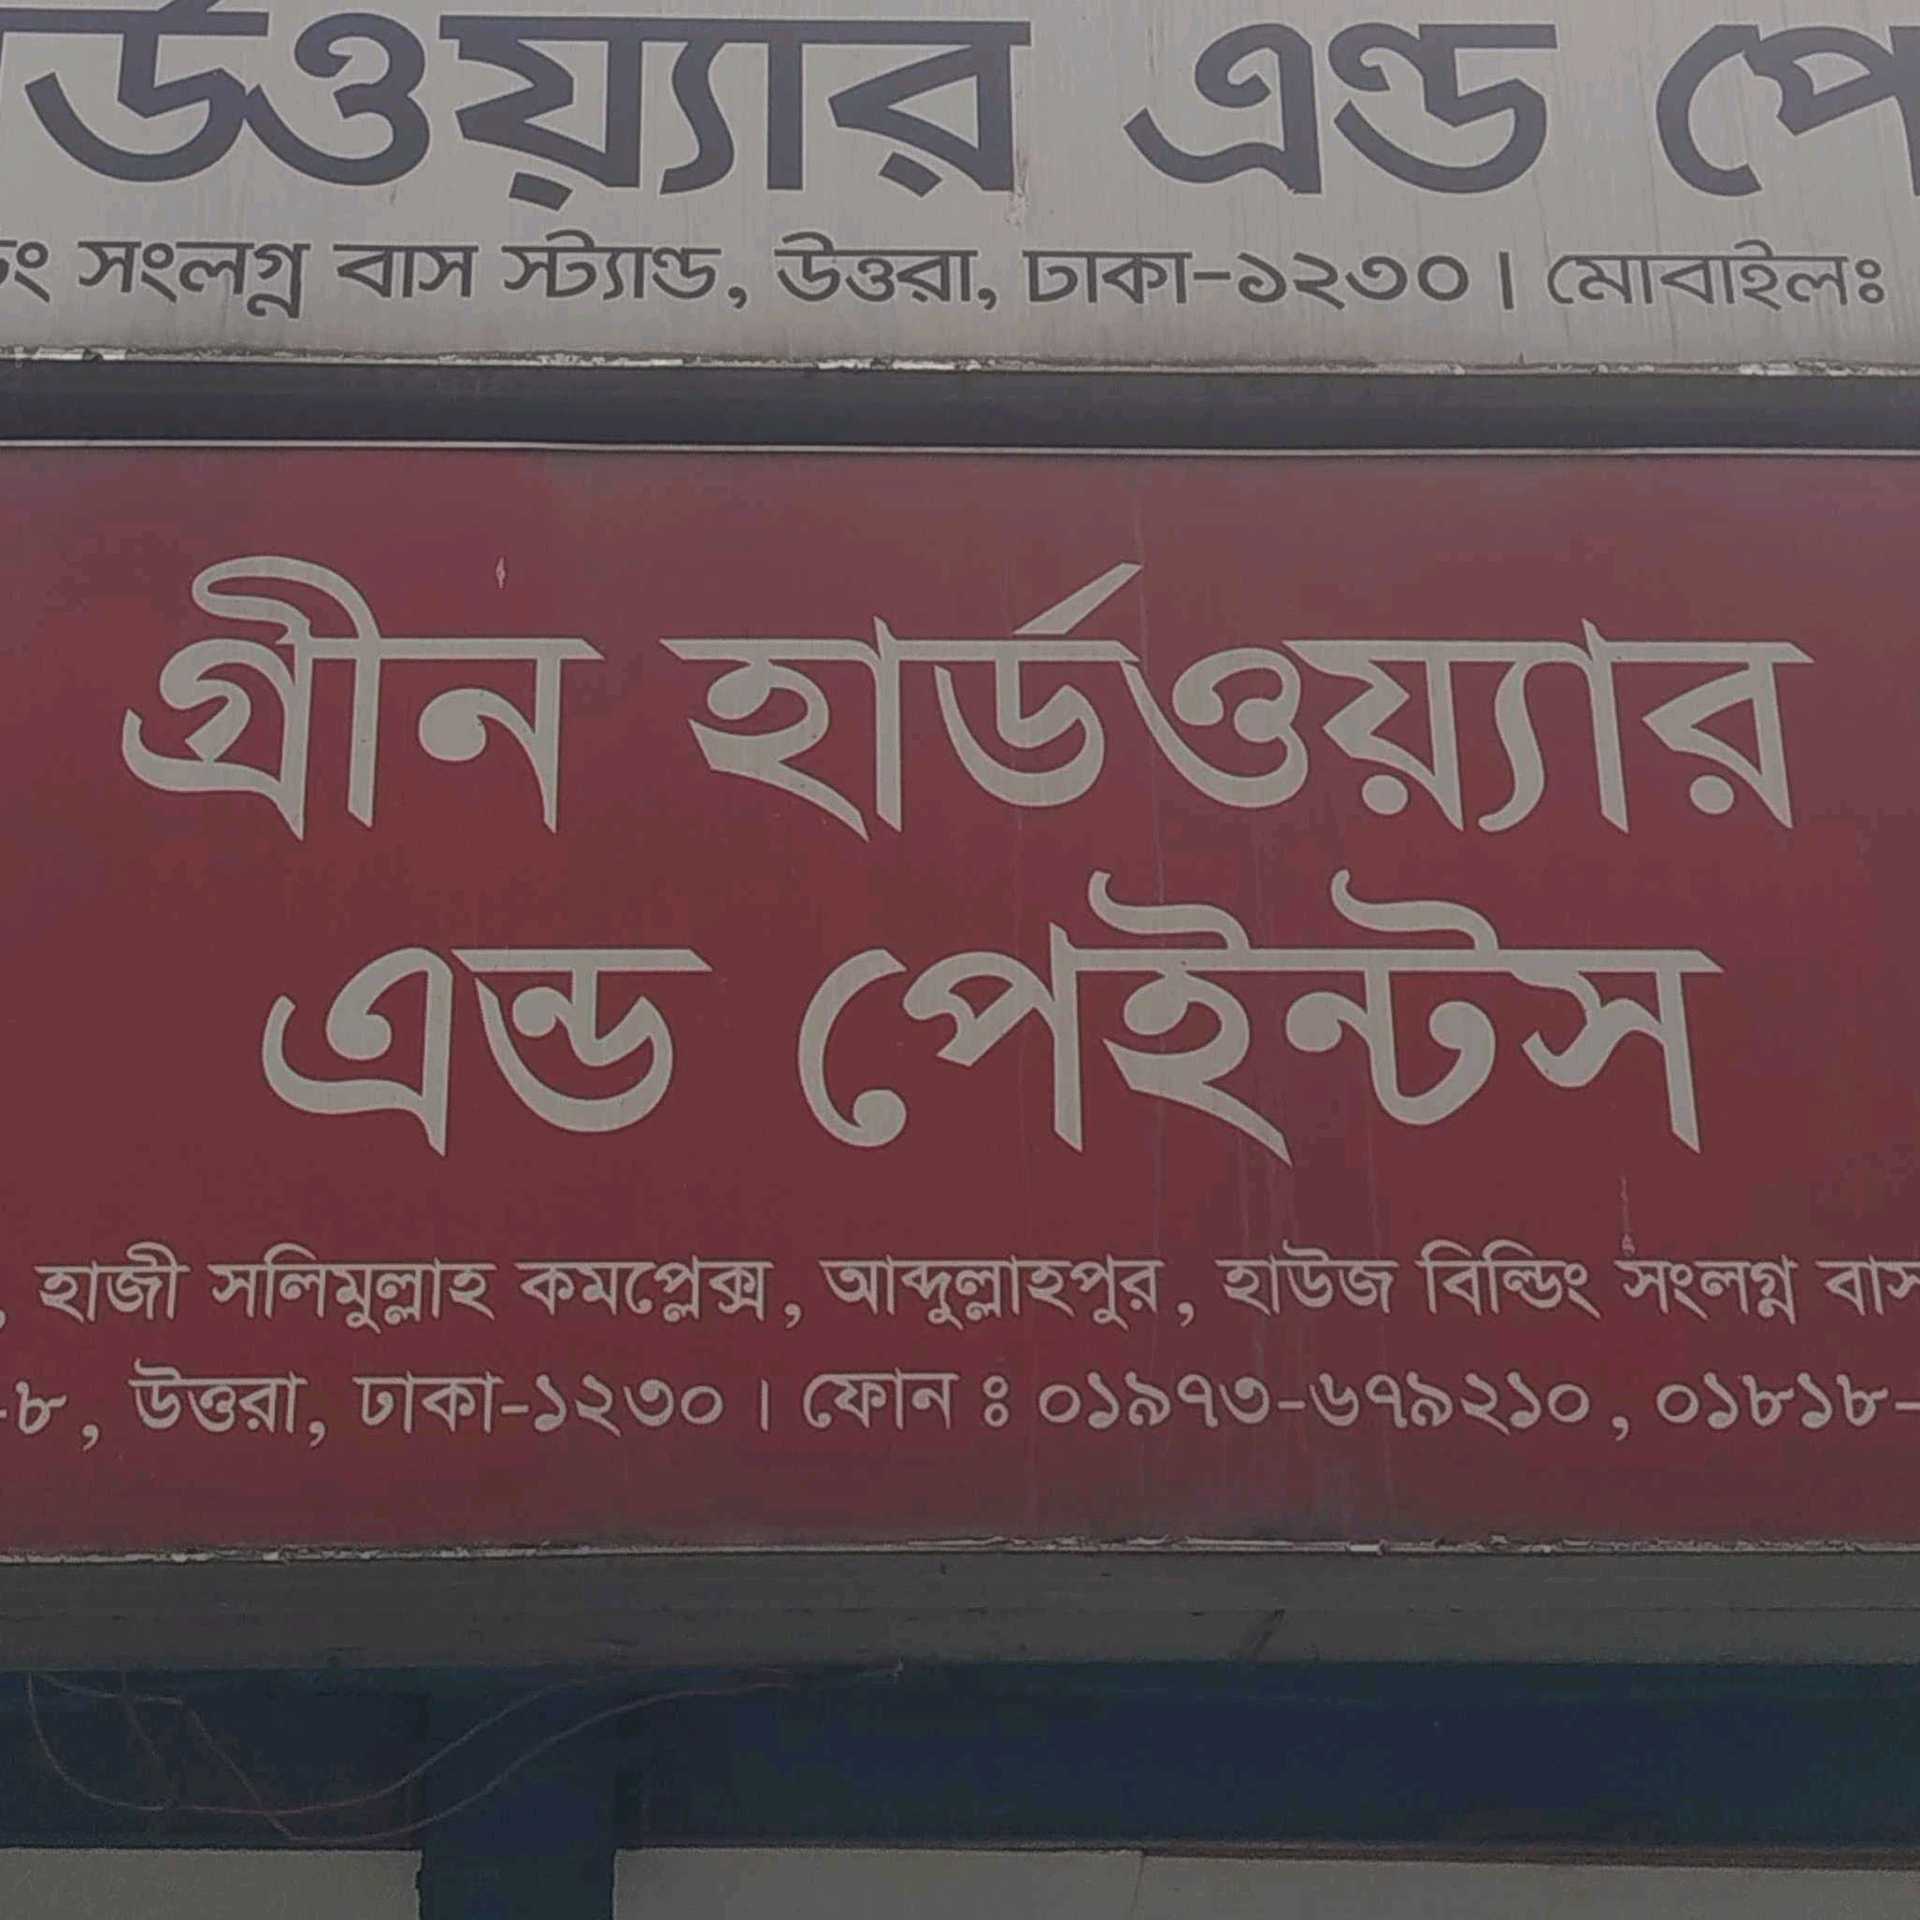 র্ডওয়্যার এণ্ড পে
ংং সংলগ্ন বাস স্ট্যান্ড, উত্তরা, ঢাকা-১২৩০। মোবাইলঃ
গ্রীন হার্ডওয়্যার
এন্ড পেইন্টস
, হাজী সলিমুল্লাহ কমপ্লেক্স, আব্দুল্লাহপুর, হাউজ বিল্ডিং সংলগ্ন বাস
-৮, উত্তরা, ঢাকা-১২৩০। ফোন ঃ ০১৯৭৩-৬৭৯২১০, ০১৮১৮-